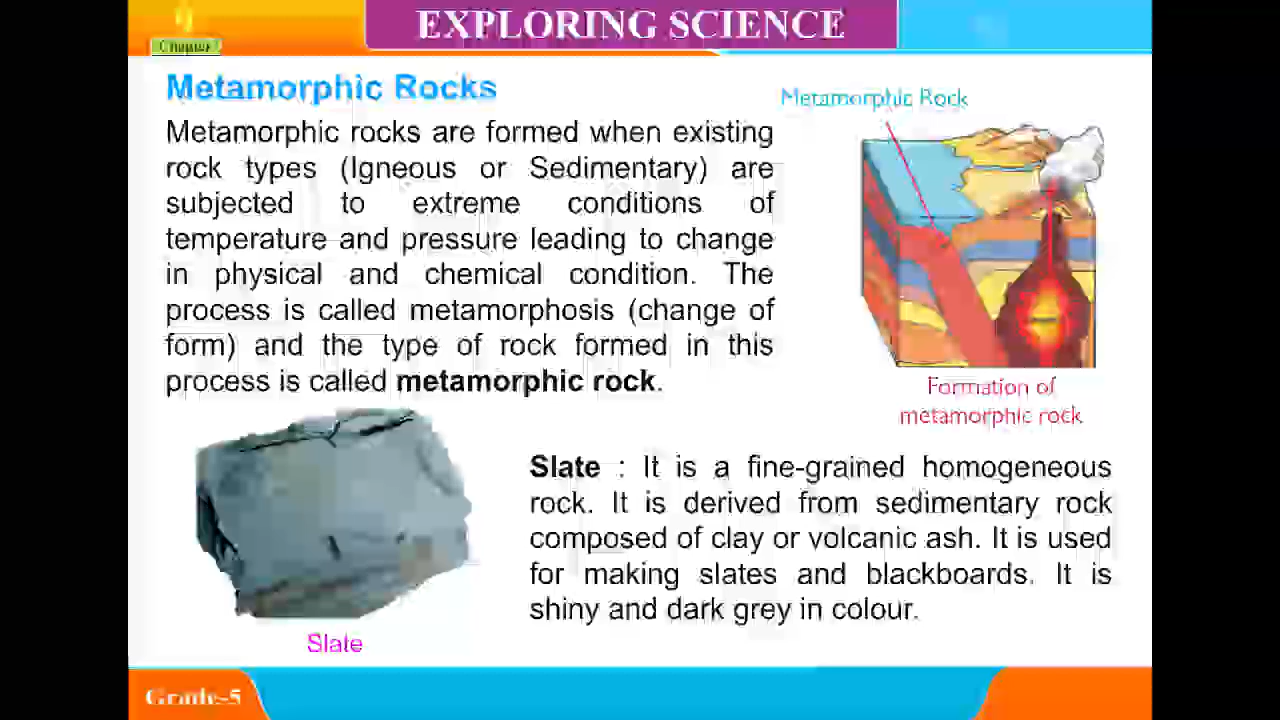 9
Chapter
EXPLORING SCIENCE
Metamorphic Rocks
Metamorphic rocks are formed when existing
rock types (Igneous or Sedimentary) are
subjected to extreme conditions of
temperature and pressure leading to change
in physical and chemical condition. The
process is called metamorphosis (change of
form) and the type of rock formed in this
process is called metamorphic rock.
Metamorphic Rock
Formation of
metamorphic rock
Slate : It is a fine-grained homogeneous
rock. It is derived from sedimentary rock
composed of clay or volcanic ash. It is used
for making slates and blackboards. It is
shiny and dark grey in colour.
Slate
Grade-5